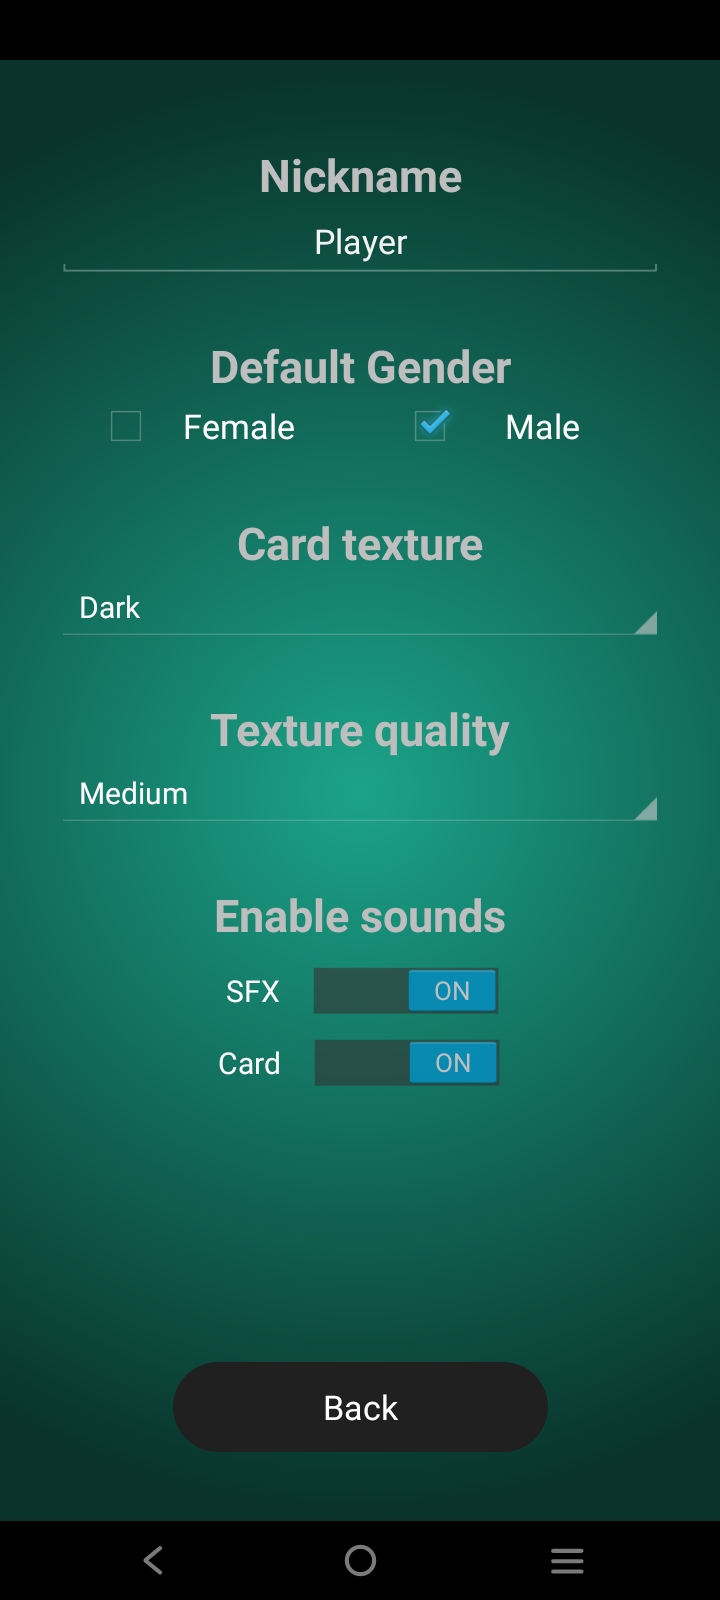 Nickname
Player
Default Gender
Female Male
Card texture
Dark
Texture quality
Medium
Enable sounds
SFX ON
Card ON
Back